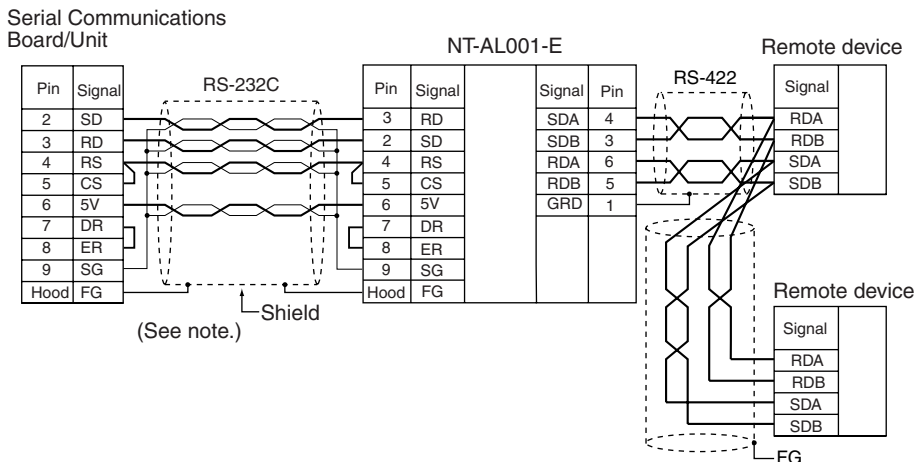 Serial Communications
Board/Unit
NT-AL001-E
Remote device
Pin Signal
2 SD
3 RD
4 RS
5 CS
6 5V
7 DR
8 ER
9 SG
Hood FG
RS-232C
Shield
(See note.)
Pin Signal
3 RD
2 SD
4 RS
5 CS
6 5V
7 DR
8 ER
9 SG
Hood FG
Signal Pin
SDA 4
SDB 3
RDA 6
RDB 5
GRD 1
RS-422
Signal
RDA
RDB
SDA
SDB
Remote device
Signal
RDA
RDB
SDA
SDB
FG